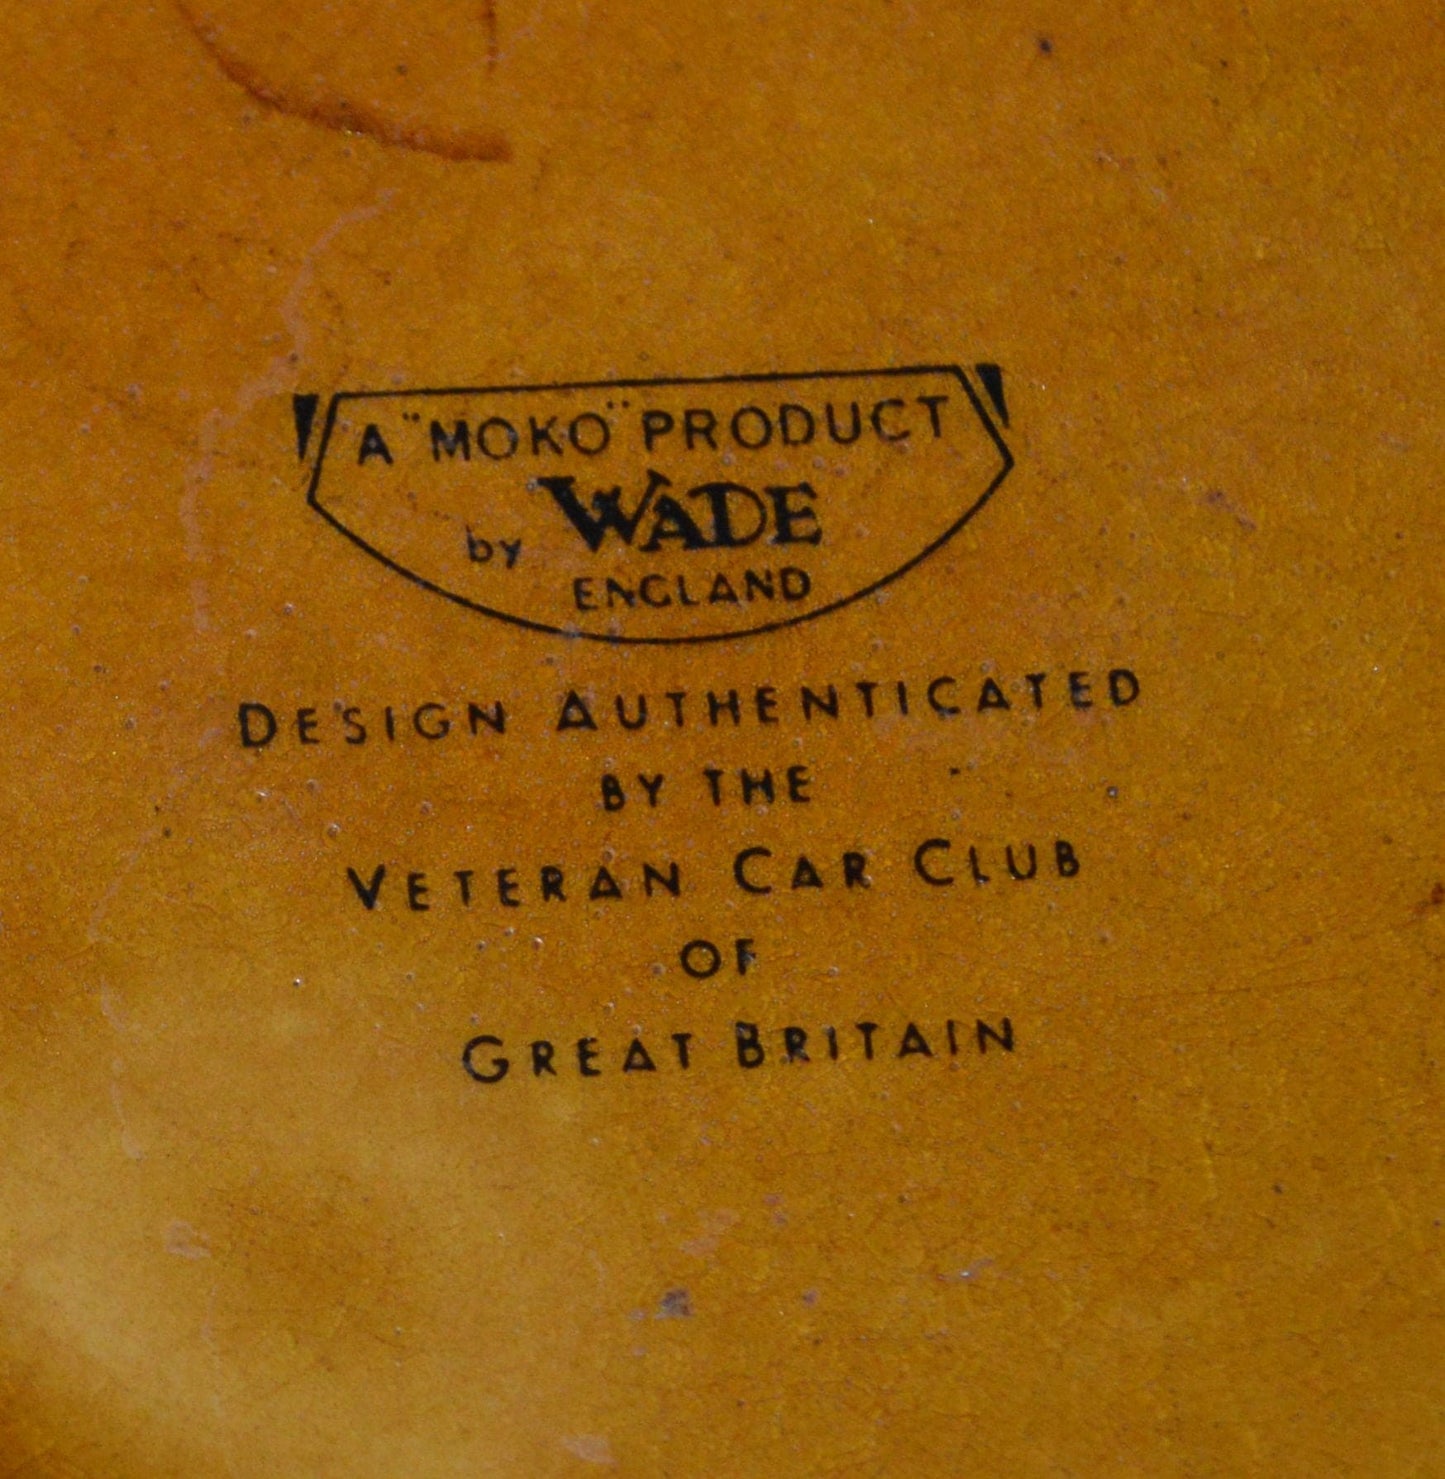 A "MOKO" PRODUCT
by WADE
ENGLAND
DESIGN AUTHENTICATED
BY THE
VETERAN CAR CLUB
OF
GREAT BRITAIN